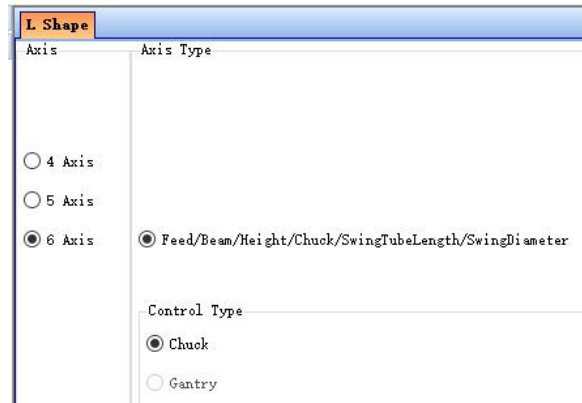 L Shape
Axis
Axis Type
4 Axis
5 Axis
6 Axis
Feed/Beam/Height/Chuck/SwingTubeLength/SwingDiameter
Control Type
Chuck
Gantry